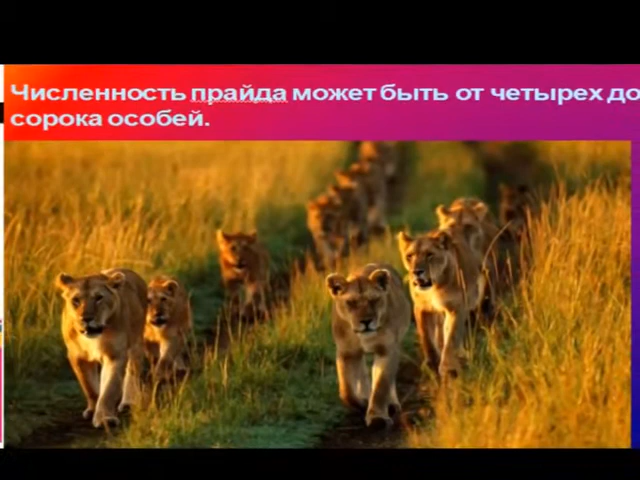 Численность прайда может быть от четырех до
сорока особей.